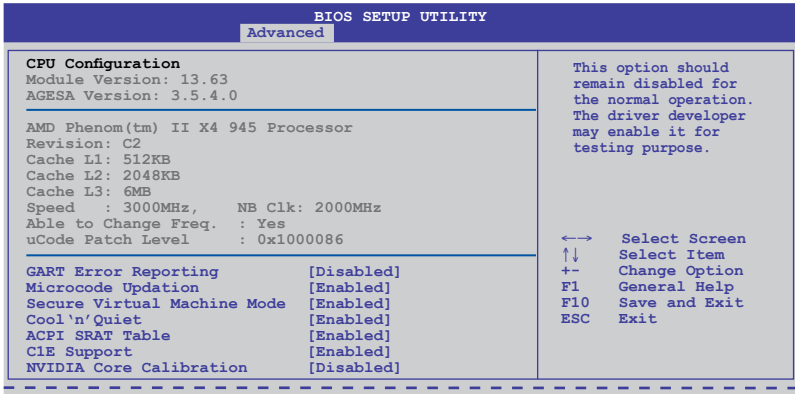 BIOS SETUP UTILITY
Advanced
CPU Configuration
Module Version: 13.63
AGESA Version: 3.5.4.0
AMD Phenom(tm) II X4 945 Processor
Revision: C2
Cache L1: 512KB
Cache L2: 2048KB
Cache L3: 6MB
Speed : 3000MHz, NB Clk: 2000MHz
Able to Change Freq. : Yes
uCode Patch Level : 0x1000086
GART Error Reporting [Disabled]
Microcode Updation [Enabled]
Secure Virtual Machine Mode [Enabled]
Cool‘n’Quiet [Enabled]
ACPI SRAT Table [Enabled]
C1E Support [Enabled]
NVIDIA Core Calibration [Disabled]
This option should
remain disabled for
the normal operation.
The driver developer
may enable it for
testing purpose.
←→ Select Screen
↑↓ Select Item
+- Change Option
F1 General Help
F10 Save and Exit
ESC Exit